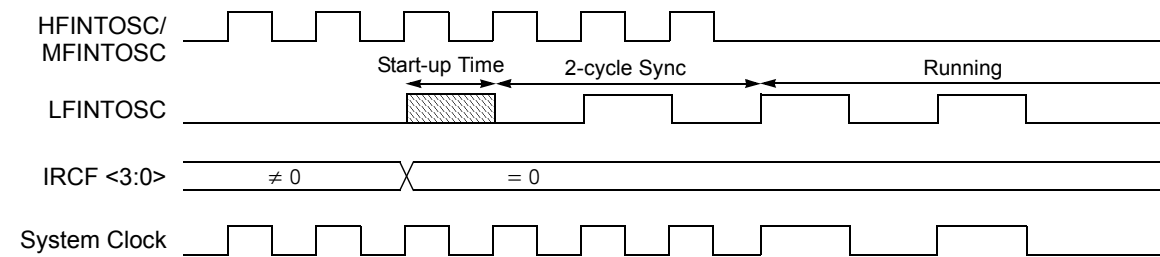 HFINTOSC/
MFINTOSC
Start-up Time 2-cycle Sync Running
LFINTOSC
IRCF <3:0> ≠ 0 = 0
System Clock